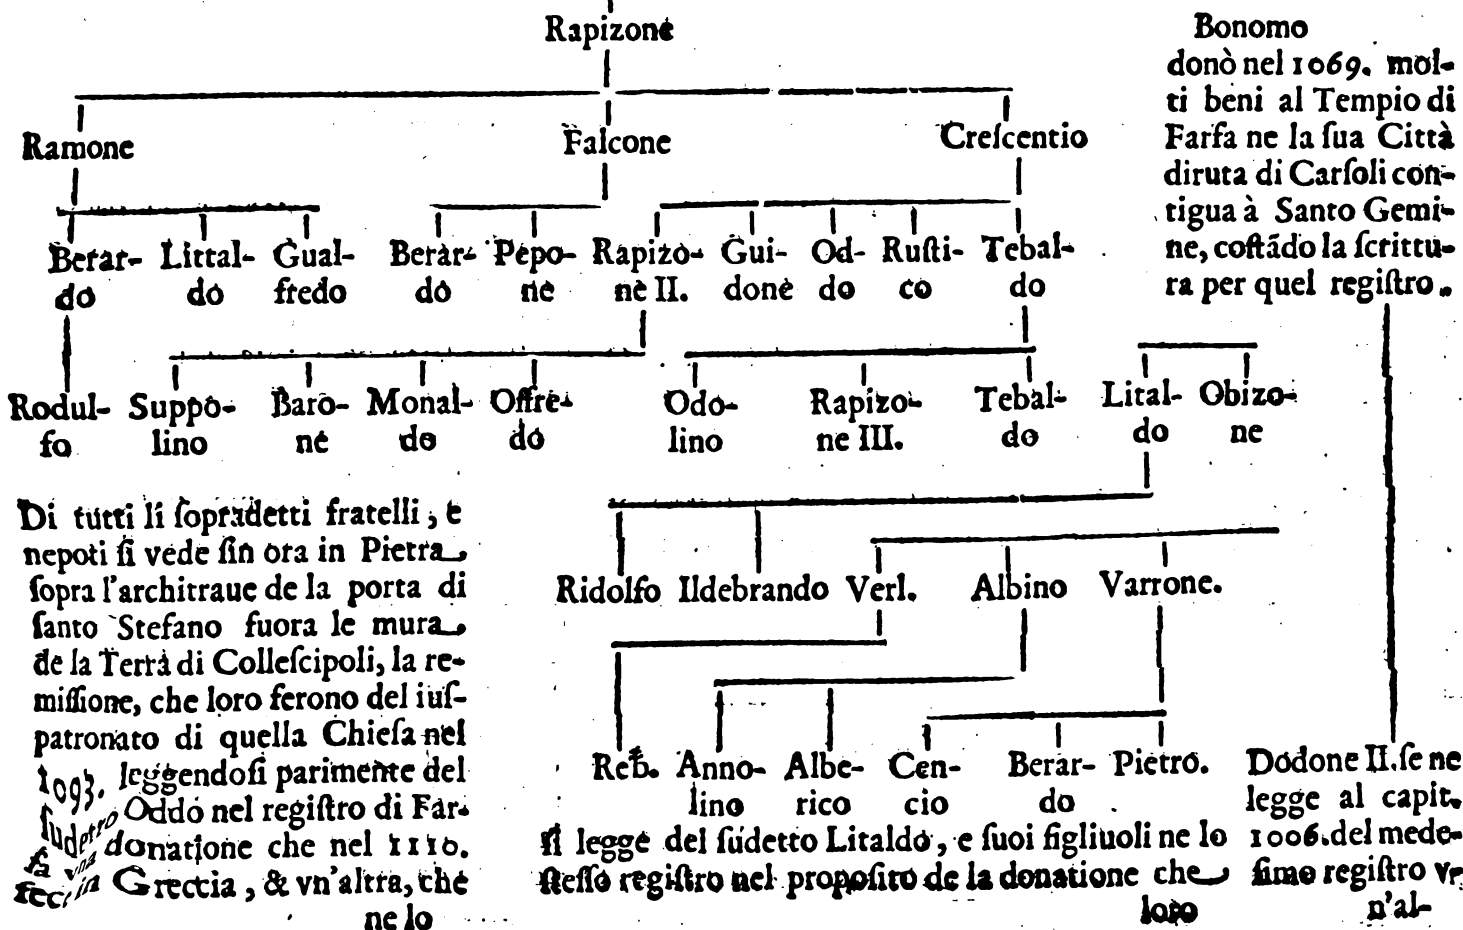 Rapizone
Bonomo
donò nel 1069. mol-
ti beni al Tempio di
Farfa ne la ſua Città
diruta di Carſoli con-
tigua à Santo Gemi-
ne, coſtãdo la ſcrittu-
ra per quel regiſtro.
Ramone Falcone Creſcentio
Berar- Littal- Gual- Berar- Pepo- Rapizo- Gui- Od- Ruſti- Tebal-
do do fredo do ne ne II. done do co do
Rodul- Suppo- Baro- Monal- Offre- Odo- Rapizo- Tebal- Lital- Obizo-
fo lino ne do do lino ne III. do do ne
Di tutti li ſopradetti fratelli, e
nepoti ſi vede ſin ora in Pietra
ſopra l'architraue de la porta di
ſanto Stefano fuora le mura
de la Terra di Colleſcipoli, la re-
miſſione, che loro ferono del iuſ-
patronato di quella Chieſa nel
1093. leggendoſi parimente del
ſudetto Oddo nel regiſtro di Far-
fa vna donatione che nel 1110.
fece in Greccia, & vn'altra, che
ne lo
Ridolfo Ildebrando Verl. Albino Varrone.
Reb. Anno- Albe- Cen- Berar- Pietro.
lino rico cio do
ſi legge del ſudetto Litaldo, e ſuoi figliuoli ne lo
ſteſſo regiſtro nel propoſito de la donatione che
loro
Dodone II. ſe ne
legge al capit.
1006. del mede-
ſimo regiſtro vn
n'al-